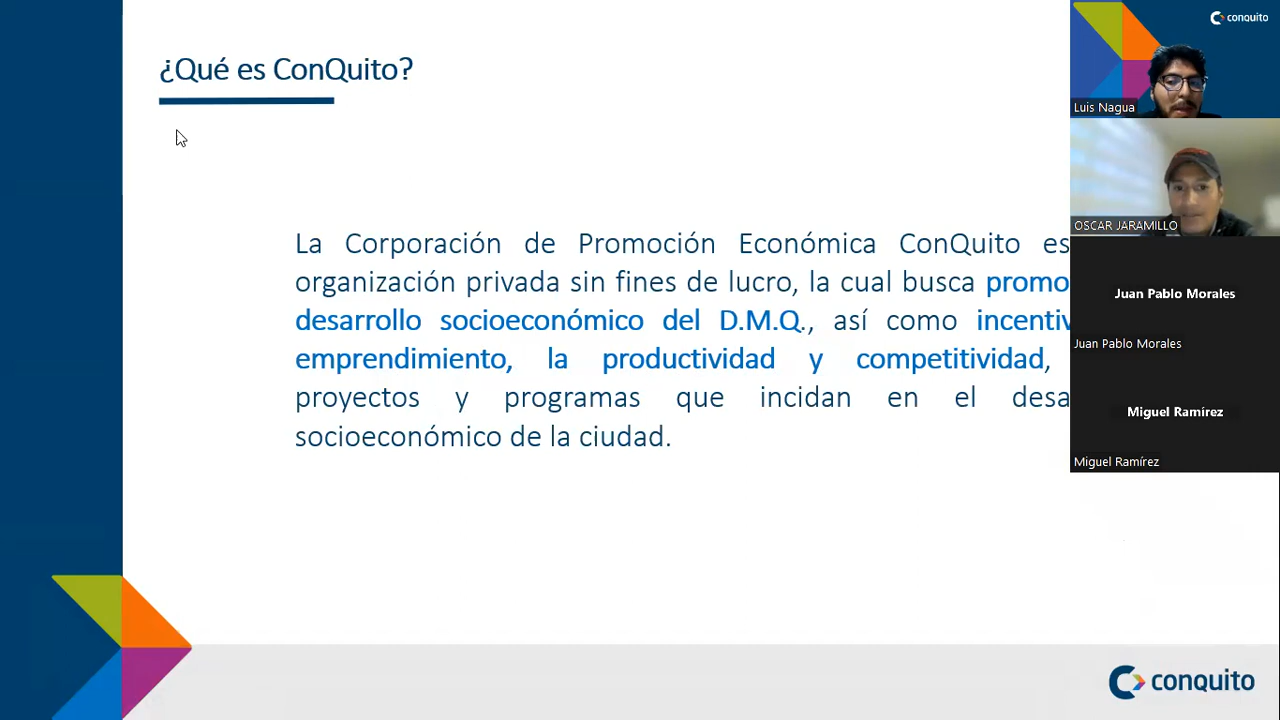 ¿Qué es ConQuito?
La Corporación de Promoción Económica ConQuito es
organización privada sin fines de lucro, la cual busca promo
desarrollo socioeconómico del D.M.Q., así como incentiv
emprendimiento, la productividad y competitividad,
proyectos y programas que incidan en el desa
socioeconómico de la ciudad.
conquito
Luis Nagua
OSCAR JARAMILLO
Juan Pablo Morales
Juan Pablo Morales
Miguel Ramírez
Miguel Ramírez
conquito